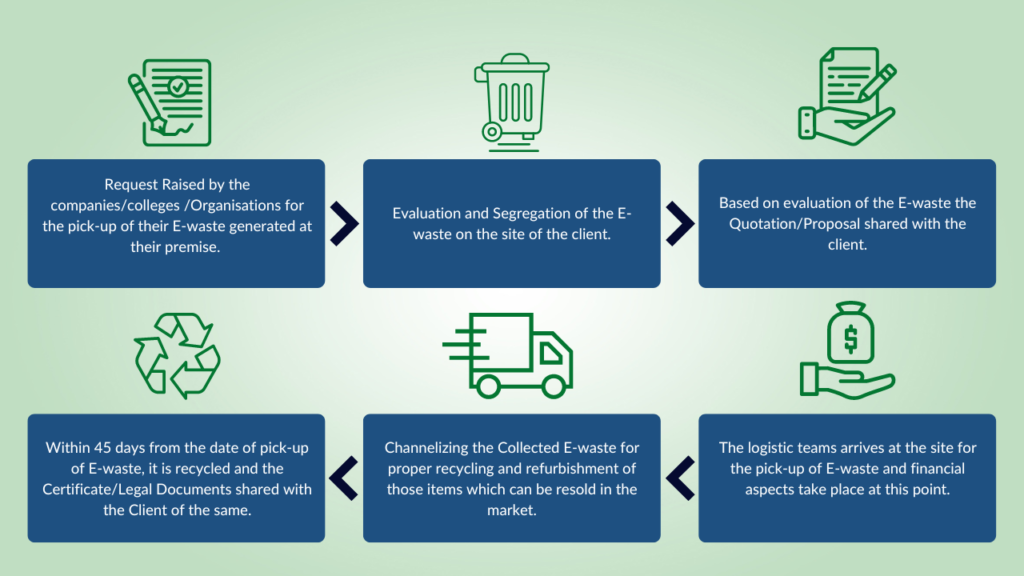 Request Raised by the
companies/colleges /Organisations for
the pick-up of their E-waste generated at
their premise.
Evaluation and Segregation of the E-
waste on the site of the client.
Based on evaluation of the E-waste the
Quotation/Proposal shared with the
client.
$
The logistic teams arrives at the site for
the pick-up of E-waste and financial
aspects take place at this point.
Channelizing the Collected E-waste for
proper recycling and refurbishment of
those items which can be resold in the
market.
Within 45 days from the date of pick-up
of E-waste, it is recycled and the
Certificate/Legal Documents shared with
the Client of the same.